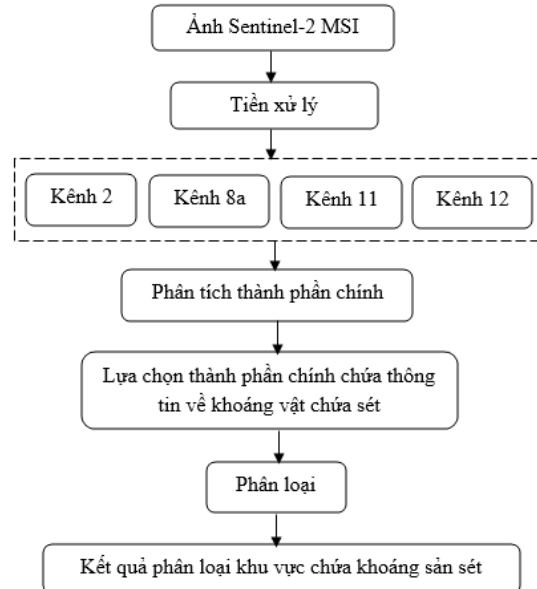 Ảnh Sentinel-2 MSI
Tiền xử lý
Kênh 2
Kênh 8a
Kênh 11
Kênh 12
Phân tích thành phần chính
Lựa chọn thành phần chính chứa thông
tin về khoáng vật chứa sét
Phân loại
Kết quả phân loại khu vực chứa khoáng sản sét